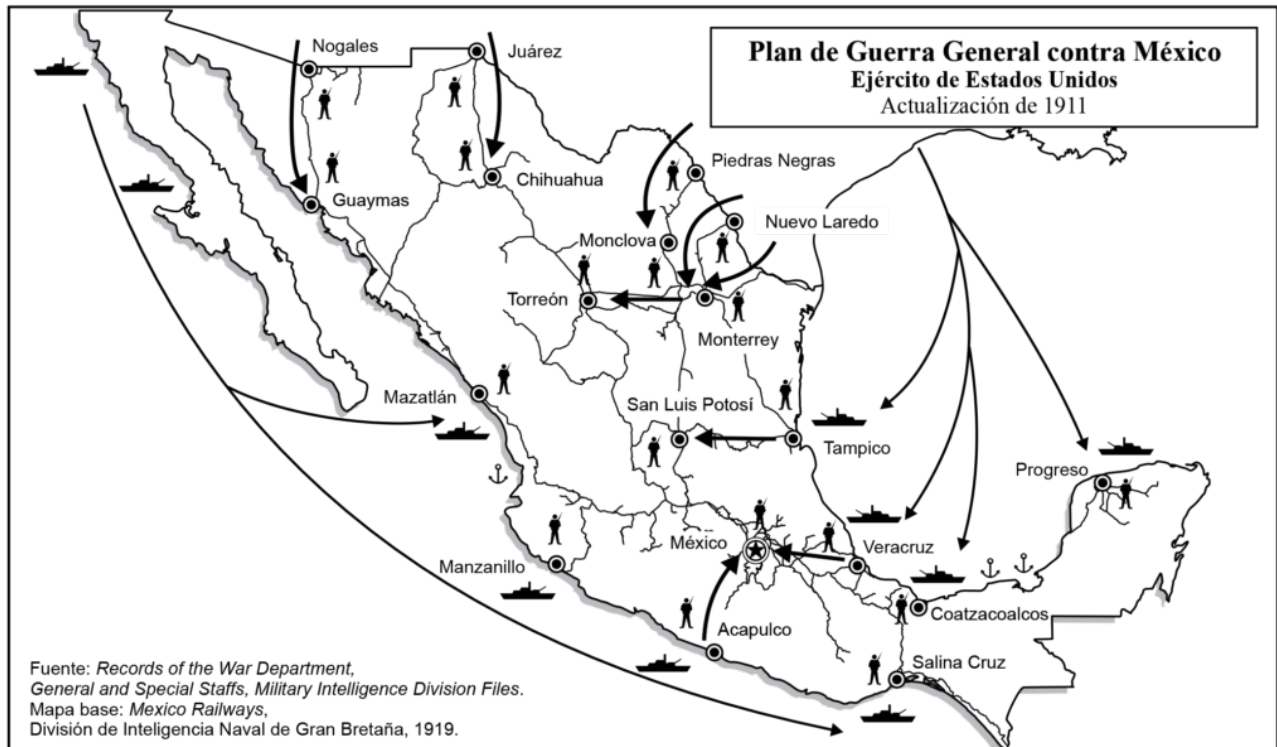 Plan de Guerra General contra México
Ejército de Estados Unidos
Actualización de 1911
Nogales
Juárez
Piedras Negras
Chihuahua
Guaymas
Nuevo Laredo
Monclova
Torreón
Monterrey
Mazatlán
San Luis Potosí
Tampico
Progreso
México
Veracruz
Manzanillo
Coatzacoalcos
Acapulco
Salina Cruz
Fuente: Records of the War Department,
General and Special Staffs, Military Intelligence Division Files.
Mapa base: Mexico Railways,
División de Inteligencia Naval de Gran Bretaña, 1919.